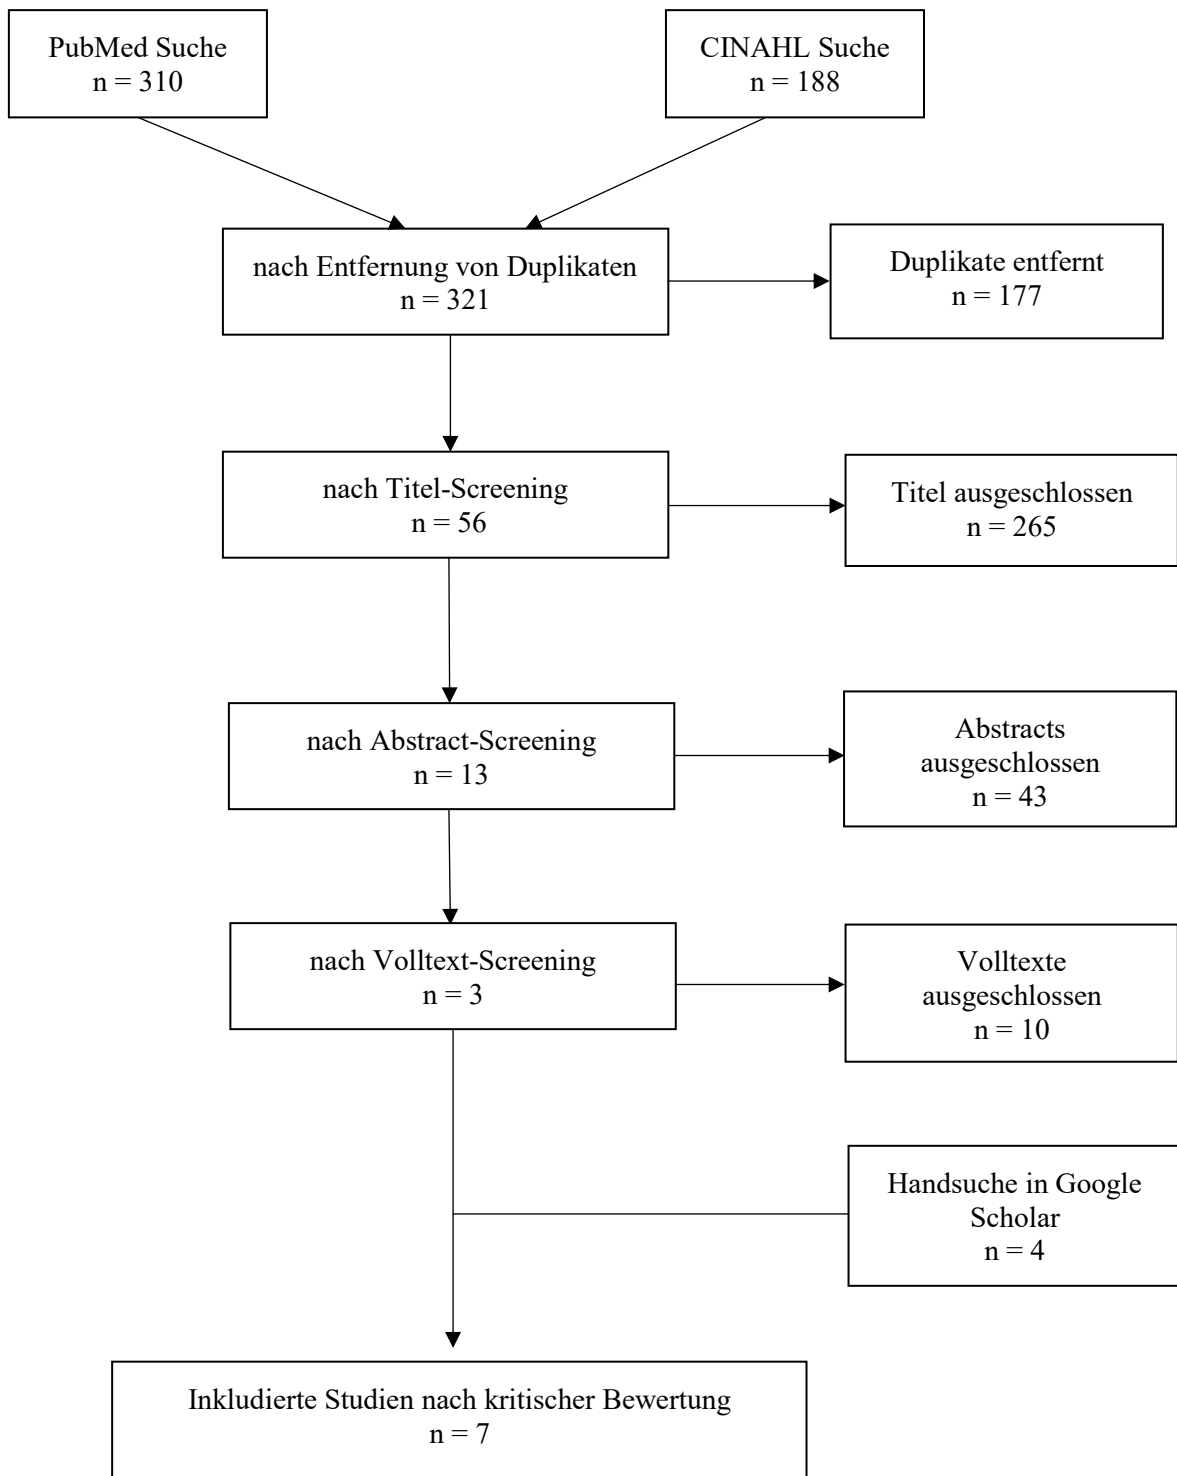 PubMed Suche
n = 310
CINAHL Suche
n = 188
nach Entfernung von Duplikaten
n = 321
Duplikate entfernt
n = 177
nach Titel-Screening
n = 56
Titel ausgeschlossen
n = 265
nach Abstract-Screening
n = 13
Abstracts
ausgeschlossen
n = 43
nach Volltext-Screening
n = 3
Volltexte
ausgeschlossen
n = 10
Handsuche in Google
Scholar
n = 4
Inkludierte Studien nach kritischer Bewertung
n = 7